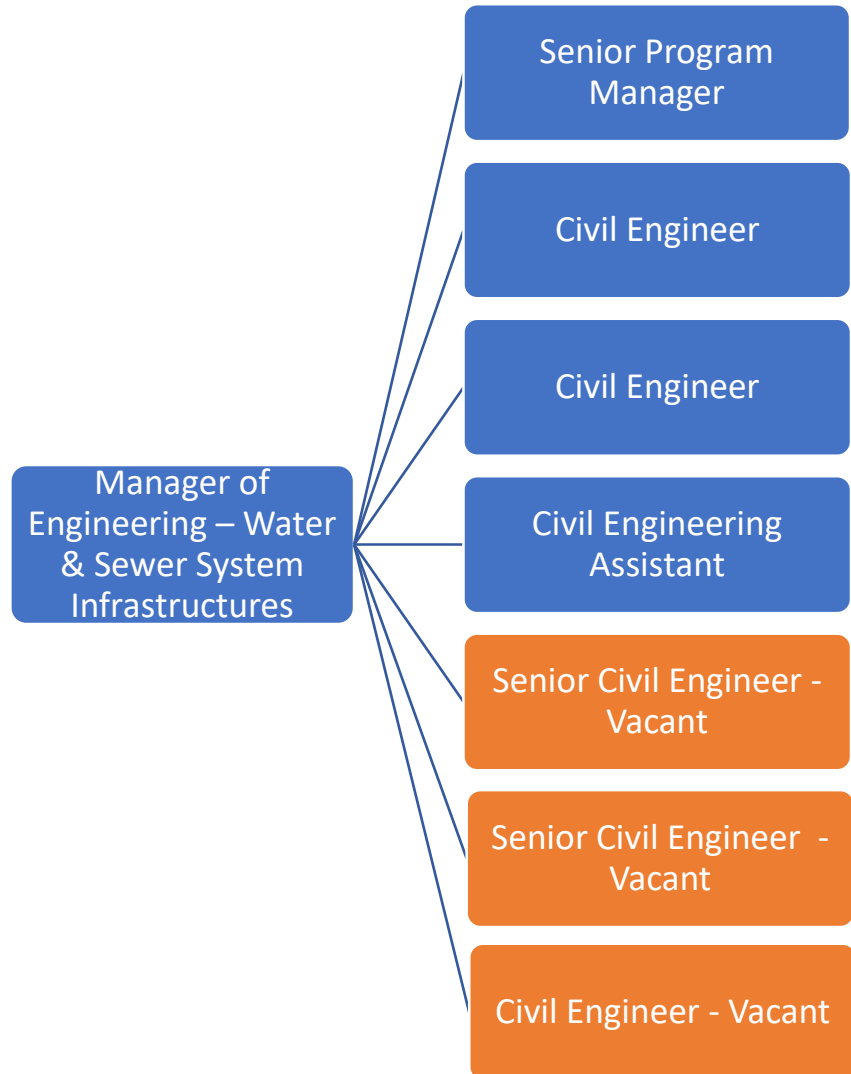 Senior Program
Manager
Civil Engineer
Civil Engineer
Manager of
Engineering – Water
& Sewer System
Infrastructures
Civil Engineering
Assistant
Senior Civil Engineer -
Vacant
Senior Civil Engineer  -
Vacant
Civil Engineer - Vacant